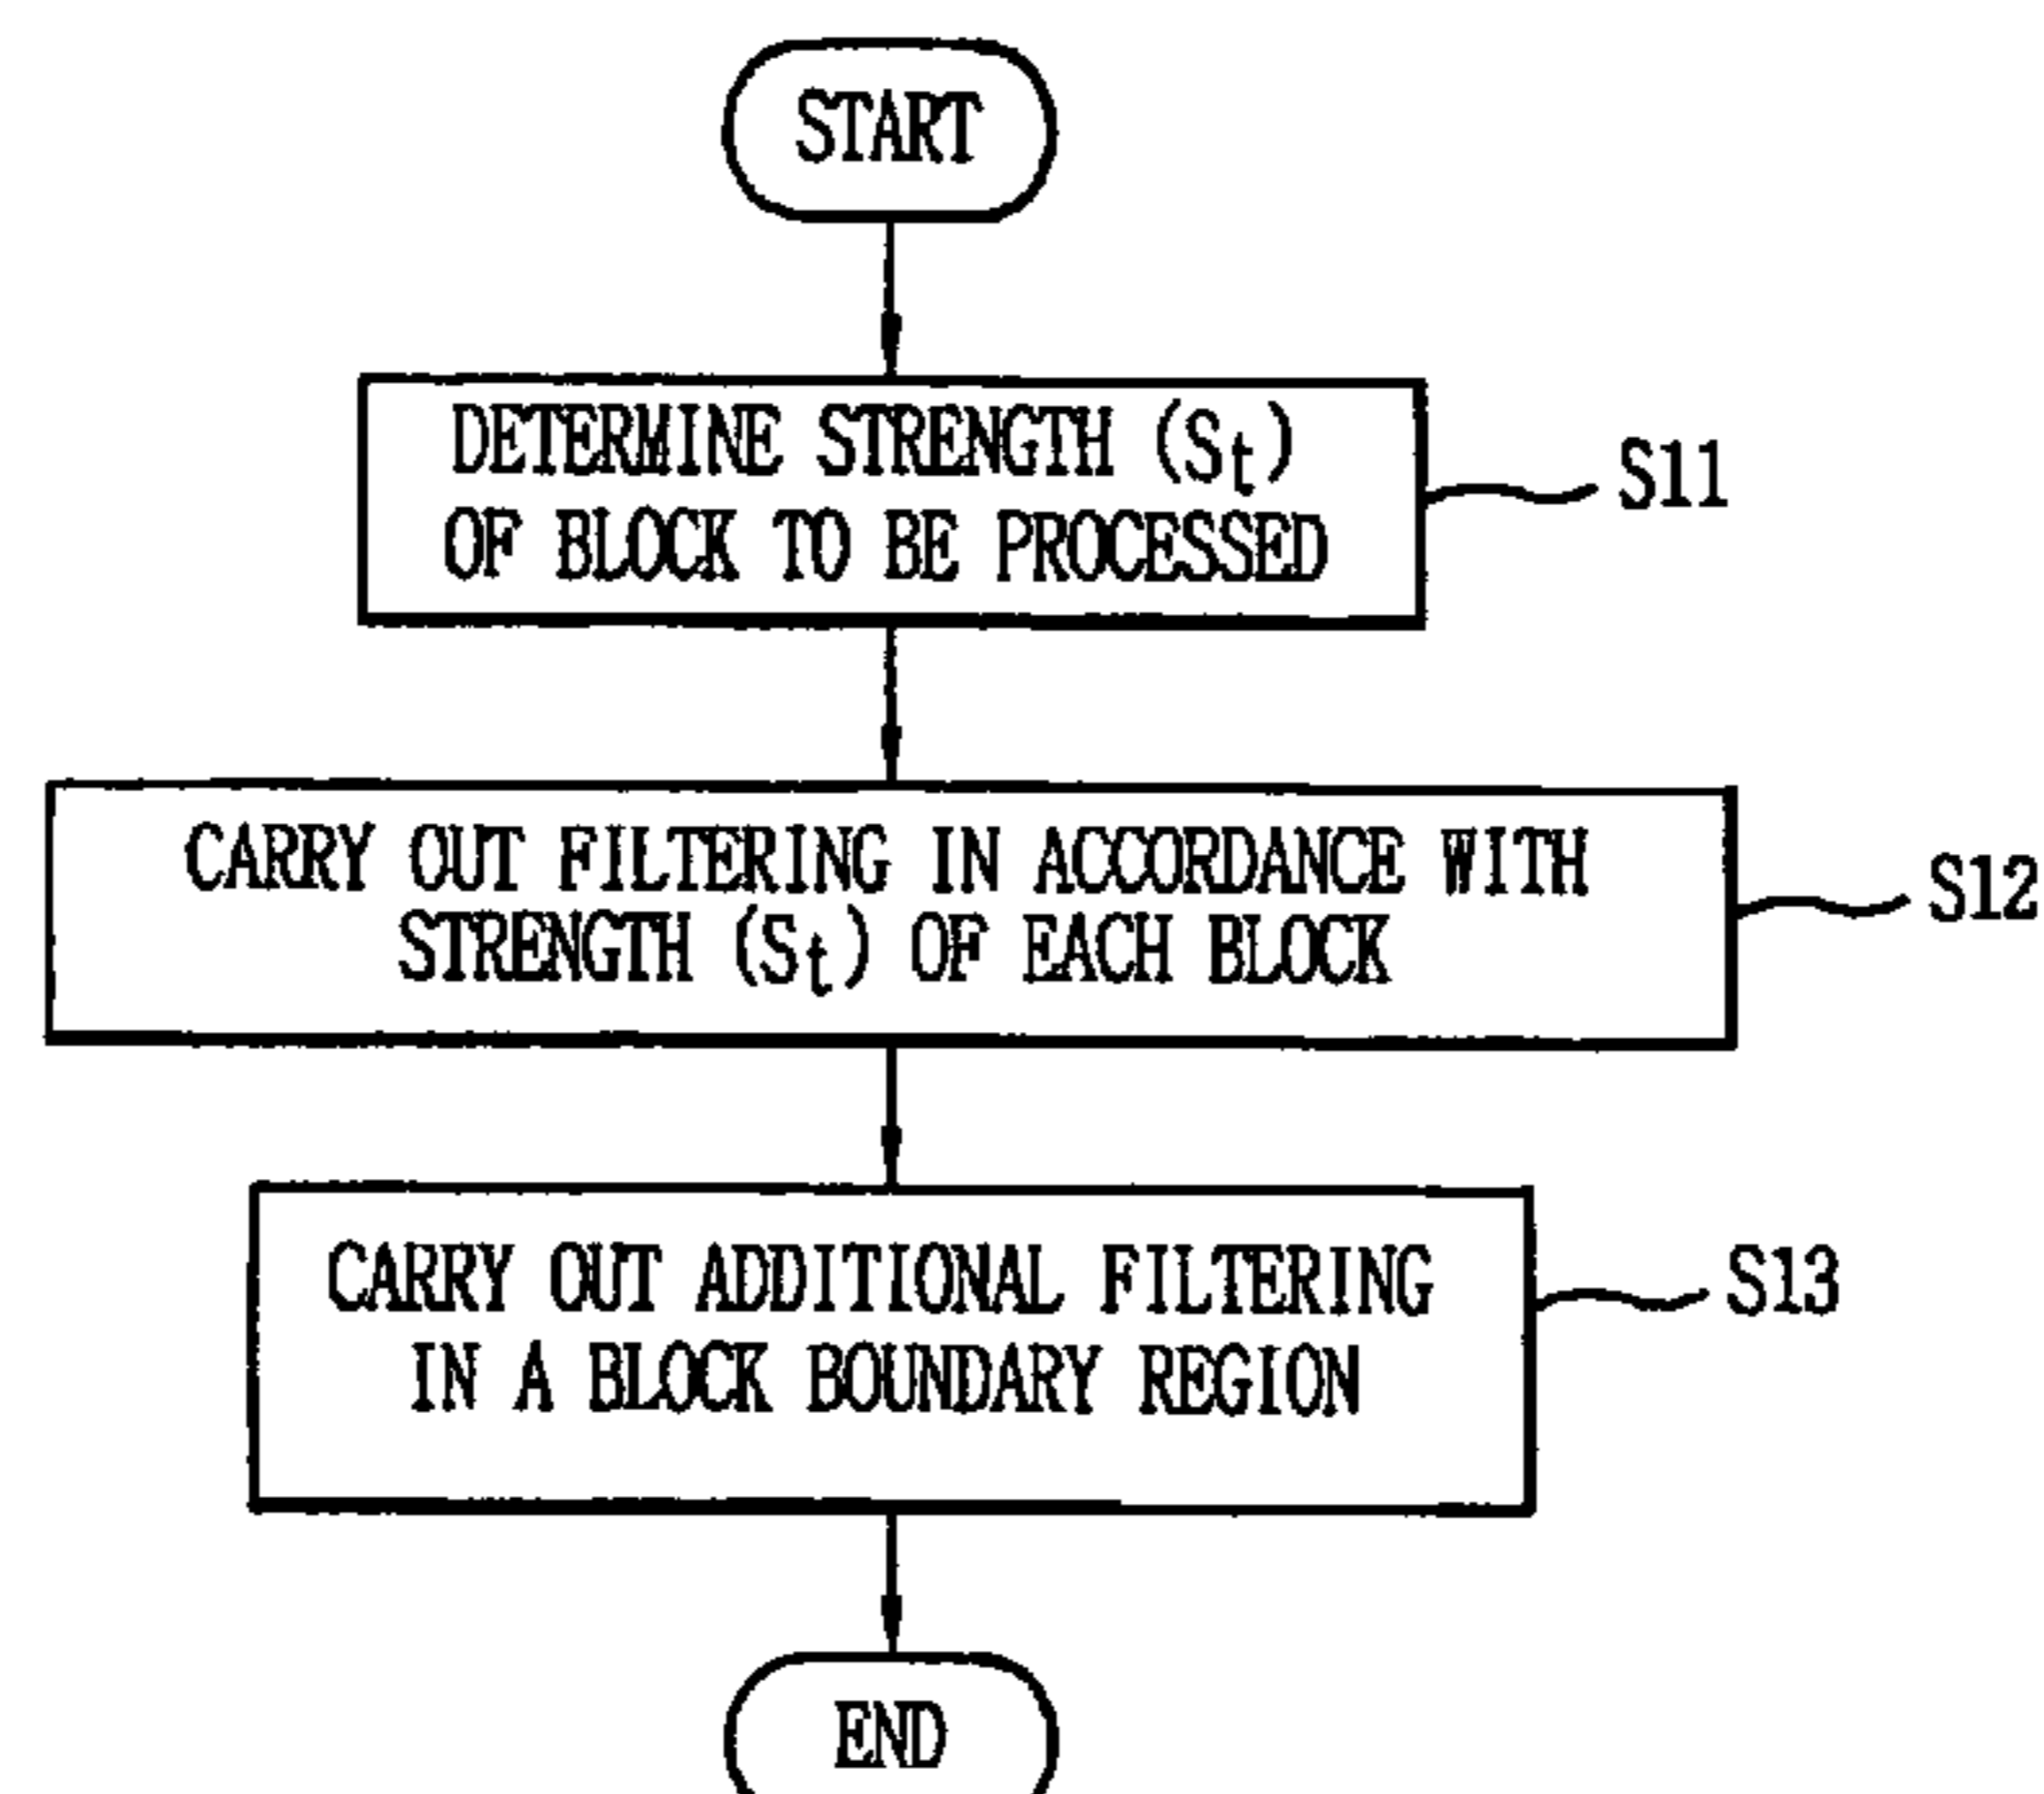 START
DETERMINE STRENGTH (St)
OF BLOCK TO BE PROCESSED
S11
CARRY OUT FILTERING IN ACCORDANCE WITH
STRENGTH (St) OF EACH BLOCK
S12
CARRY OUT ADDITIONAL FILTERING
IN A BLOCK BOUNDARY REGION
S13
END